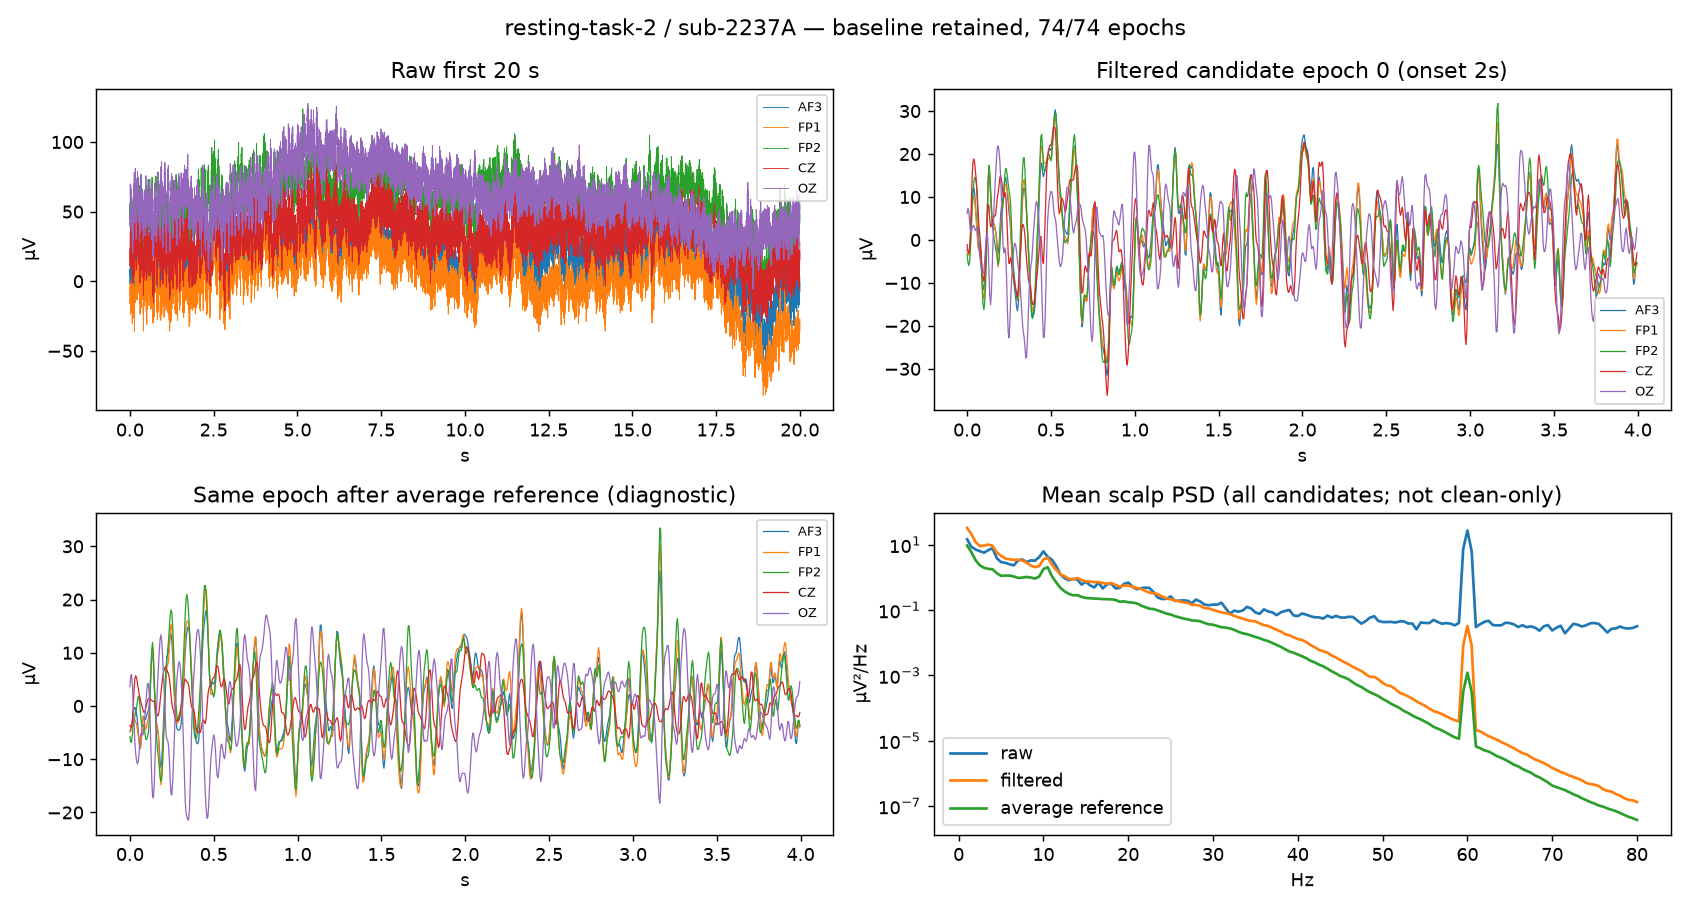 resting-task-2 / sub-2237A — baseline retained, 74/74 epochs
Raw first 20 s
100
50
0
−50
µV
0.0 2.5 5.0 7.5 10.0 12.5 15.0 17.5 20.0
s
AF3
FP1
FP2
CZ
OZ
Filtered candidate epoch 0 (onset 2s)
30
20
10
0
−10
−20
−30
µV
0.0 0.5 1.0 1.5 2.0 2.5 3.0 3.5 4.0
s
AF3
FP1
FP2
CZ
OZ
Same epoch after average reference (diagnostic)
30
20
10
0
−10
−20
µV
0.0 0.5 1.0 1.5 2.0 2.5 3.0 3.5 4.0
s
AF3
FP1
FP2
CZ
OZ
Mean scalp PSD (all candidates; not clean-only)
10¹
10⁻¹
10⁻³
10⁻⁵
10⁻⁷
µV²/Hz
0 10 20 30 40 50 60 70 80
Hz
raw
filtered
average reference